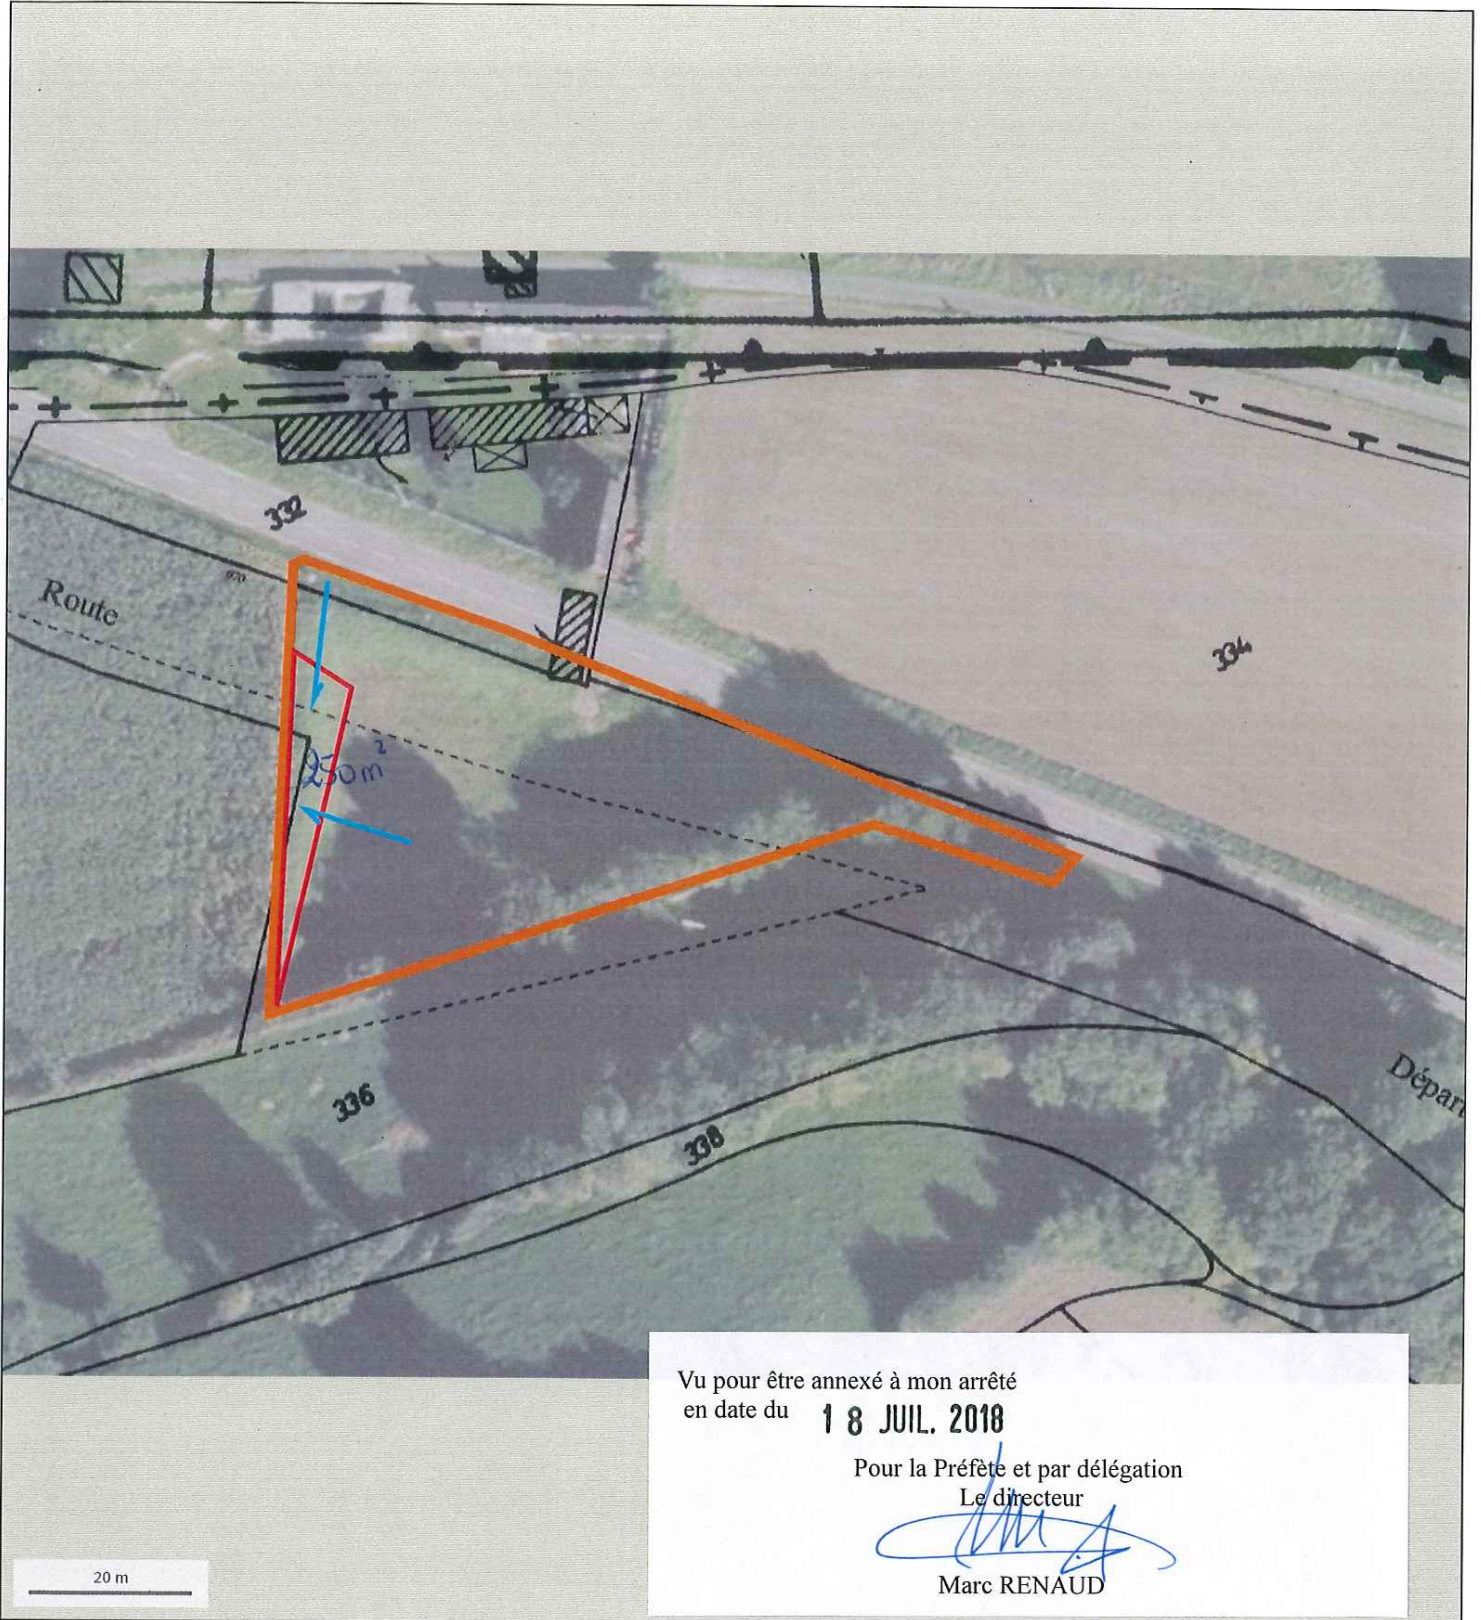 332
Route
334
250m²
336
338
Départ
Vu pour être annexé à mon arrêté
en date du 18 JUIL. 2018
Pour la Préfète et par délégation
Le directeur
Marc RENAUD
20 m